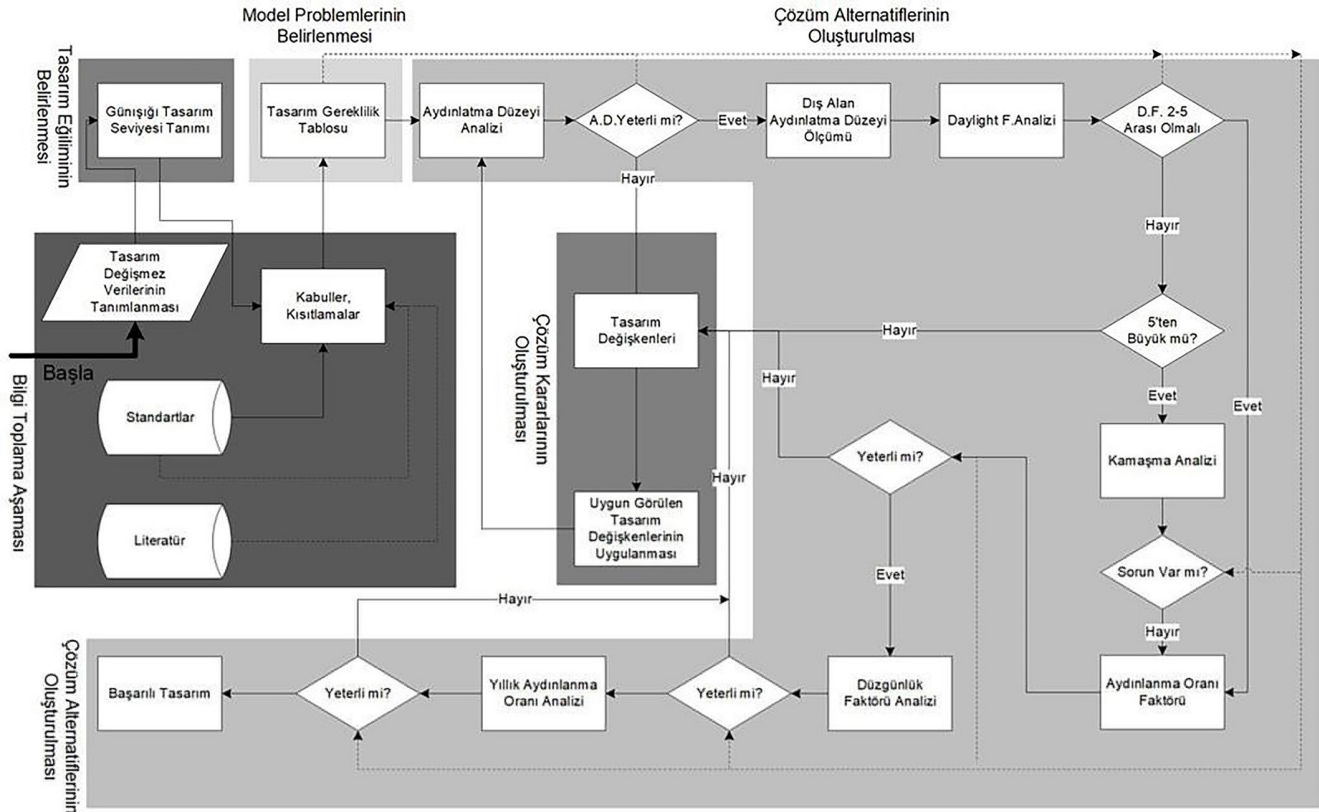 Model Problemlerinin
Belirlenmesi
Çözüm Alternatiflerinin
Oluşturulması
Tasarım Eğiliminin
Belirlenmesi
Günışığı Tasarım
Seviyesi Tanımı
Tasarım Gereklilik
Tablosu
Aydınlatma Düzeyi
Analizi
A.D.Yeterli mi?
Evet
Dış Alan
Aydınlatma Düzeyi
Ölçümü
Daylight F.Analizi
D.F. 2-5
Arası Olmalı
Hayır
Hayır
Tasarım
Değişmez
Verilerinin
Tanımlanması
Kabuller,
Kısıtlamalar
Başla
Bilgi Toplama Aşaması
Standartlar
Literatür
Çözüm Kararlarının
Oluşturulması
Tasarım
Değişkenleri
Uygun Görülen
Tasarım
Değişkenlerinin
Uygulanması
Hayır
5'ten
Büyük mü?
Hayır
Evet
Evet
Yeterli mi?
Kamaşma Analizi
Hayır
Evet
Sorun Var mı?
Hayır
Hayır
Çözüm Alternatiflerinin
Oluşturulması
Başarılı Tasarım
Yeterli mi?
Yıllık Aydınlanma
Oranı Analizi
Yeterli mi?
Düzgünlük
Faktörü Analizi
Aydınlanma Oranı
Faktörü